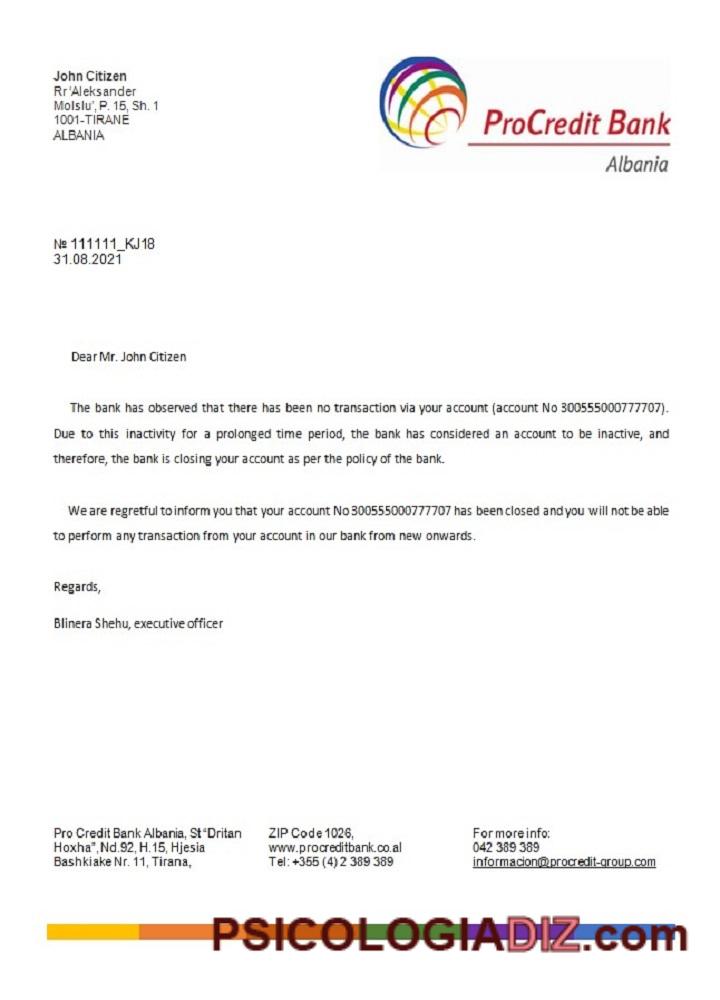 John Citizen
Rr 'Aleksander
Moisiu', P. 15, Sh. 1
1001-TIRANË
ALBANIA
ProCredit Bank
Albania
№ 111111_KJ18
31.08.2021
Dear Mr. John Citizen
The bank has observed that there has been no transaction via your account (account No 300555000777707).
Due to this inactivity for a prolonged time period, the bank has considered an account to be inactive, and
therefore, the bank is closing your account as per the policy of the bank.
We are regretful to inform you that your account No 300555000777707 has been closed and you will not be able
to perform any transaction from your account in our bank from new onwards.
Regards,
Blinera Shehu, executive officer
Pro Credit Bank Albania, St "Dritan
Hoxha", Nd.92, H.15, Hjesia
Bashkiake Nr. 11, Tirana,
ZIP Code 1026,
www.procreditbank.co.al
Tel: +355 (4) 2 389 389
For more info:
042 389 389
informacion@procredit-group.com
PSICOLOGIADIZ.com